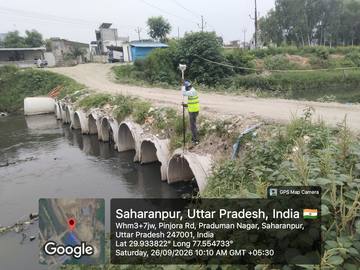 GPS Map Camera
Saharanpur, Uttar Pradesh, India
Whm3+7jw, Pinjora Rd, Praduman Nagar, Saharanpur,
Uttar Pradesh 247001, India
Lat 29.933822° Long 77.554733°
Saturday, 26/09/2026 10:10 AM GMT +05:30
Google